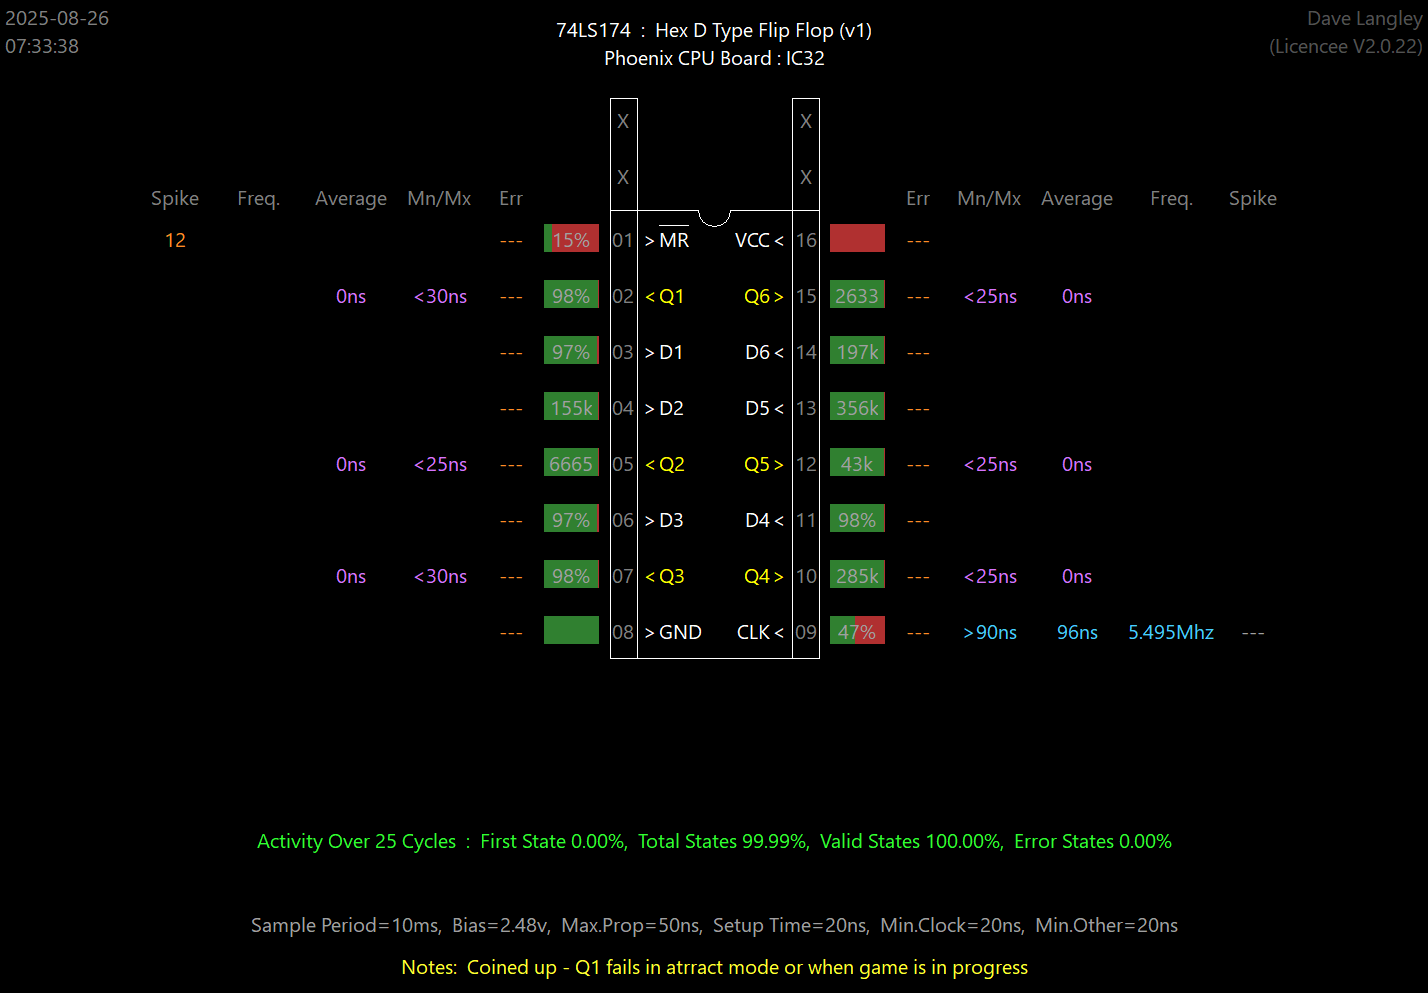 2025-08-26
07:33:38
74LS174 : Hex D Type Flip Flop (v1)
Phoenix CPU Board : IC32
Dave Langley
(Licencee V2.0.22)
X X
X X
Spike Freq. Average Mn/Mx Err Err Mn/Mx Average Freq. Spike
12 --- 15% 01 > MR VCC < 16 ---
0ns <30ns --- 98% 02 < Q1 Q6 > 15 2633 --- <25ns 0ns
--- 97% 03 > D1 D6 < 14 197k ---
--- 155k 04 > D2 D5 < 13 356k ---
0ns <25ns --- 6665 05 < Q2 Q5 > 12 43k --- <25ns 0ns
--- 97% 06 > D3 D4 < 11 98% ---
0ns <30ns --- 98% 07 < Q3 Q4 > 10 285k --- <25ns 0ns
--- 08 > GND CLK < 09 47% --- >90ns 96ns 5.495Mhz ---
Activity Over 25 Cycles : First State 0.00%, Total States 99.99%, Valid States 100.00%, Error States 0.00%
Sample Period=10ms, Bias=2.48v, Max.Prop=50ns, Setup Time=20ns, Min.Clock=20ns, Min.Other=20ns
Notes: Coined up - Q1 fails in atrract mode or when game is in progress